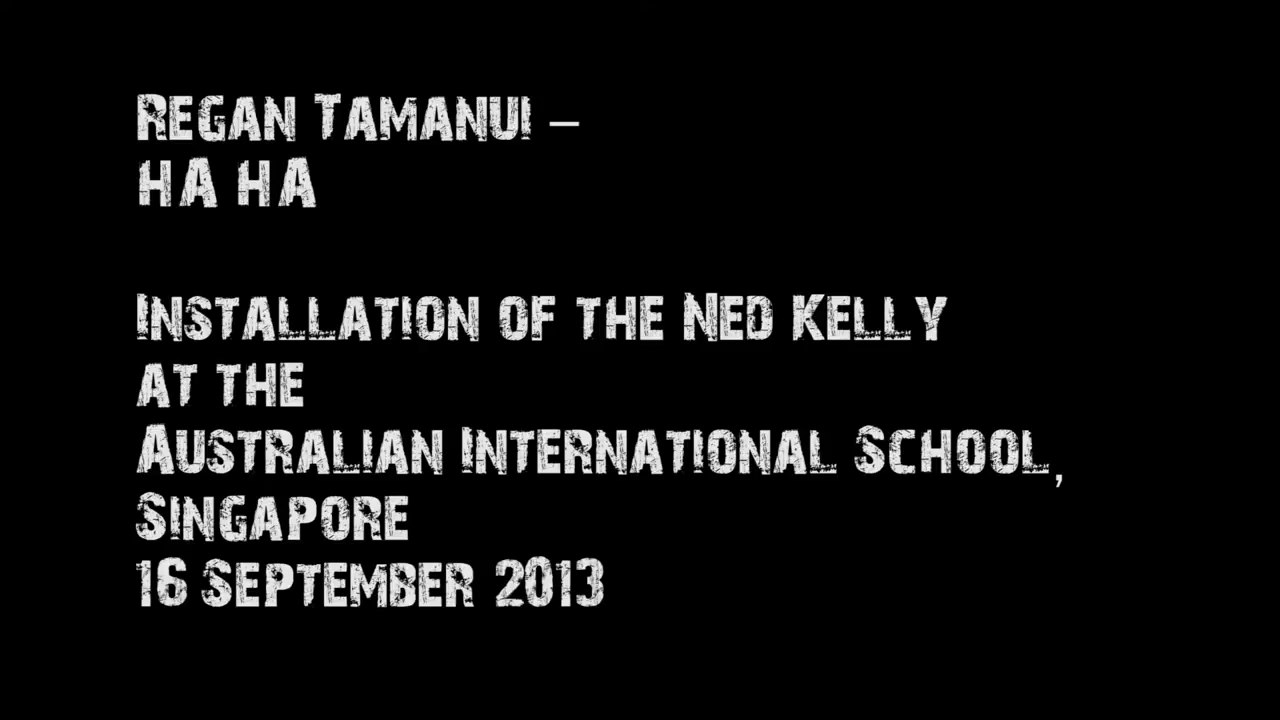 Regan Tamanui –
HA HA
Installation of the Ned Kelly
at the
Australian International School,
Singapore
16 September 2013